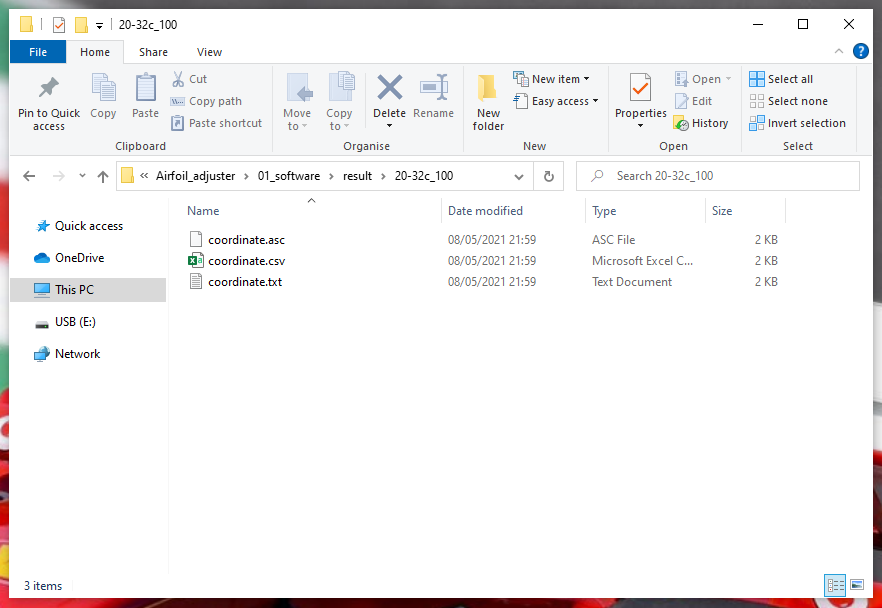 20-32c_100
File Home Share View
Pin to Quick access
Copy
Paste
Cut
Copy path
Paste shortcut
Clipboard
Move to
Copy to
Delete
Rename
Organise
New folder
New item
Easy access
New
Properties
Open
Edit
History
Open
Select all
Select none
Invert selection
Select
« Airfoil_adjuster > 01_software > result > 20-32c_100
Search 20-32c_100
Quick access
OneDrive
This PC
USB (E:)
Network
Name Date modified Type Size
coordinate.asc 08/05/2021 21:59 ASC File 2 KB
coordinate.csv 08/05/2021 21:59 Microsoft Excel C... 2 KB
coordinate.txt 08/05/2021 21:59 Text Document 2 KB
3 items